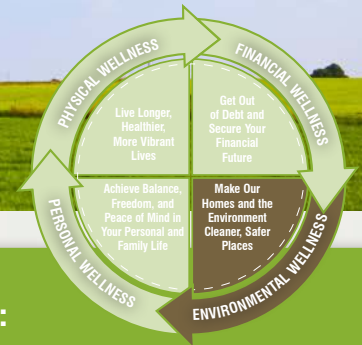 PHYSICAL WELLNESS
FINANCIAL WELLNESS
Live Longer,
Healthier,
More Vibrant
Lives
Get Out
of Debt and
Secure Your
Financial
Future
Achieve Balance,
Freedom, and
Peace of Mind in
Your Personal and
Family Life
Make Our
Homes and the
Environment
Cleaner, Safer
Places
PERSONAL WELLNESS
ENVIRONMENTAL WELLNESS
: